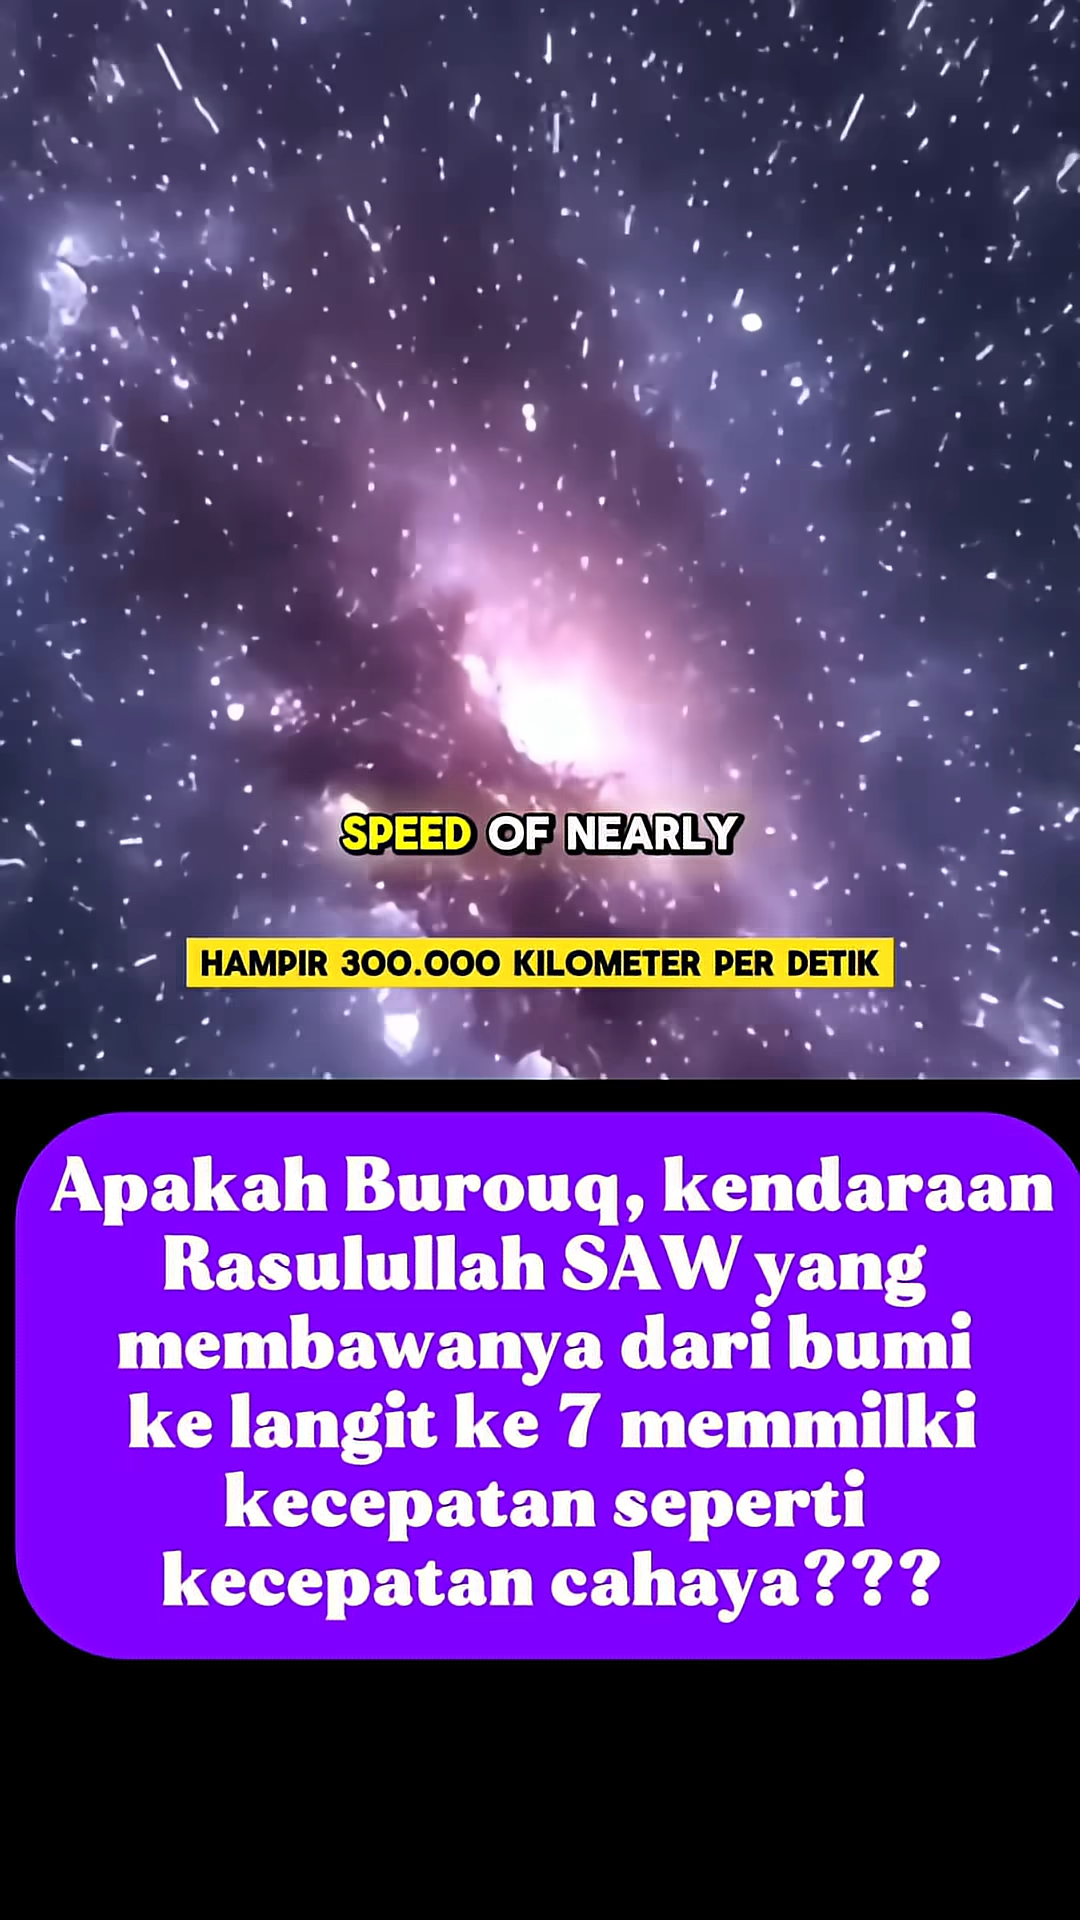 SPEED OF NEARLY
HAMPIR 300.000 KILOMETER PER DETIK
Apakah Burouq, kendaraan
Rasulullah SAW yang
membawanya dari bumi
ke langit ke 7 memmilki
kecepatan seperti
kecepatan cahaya???